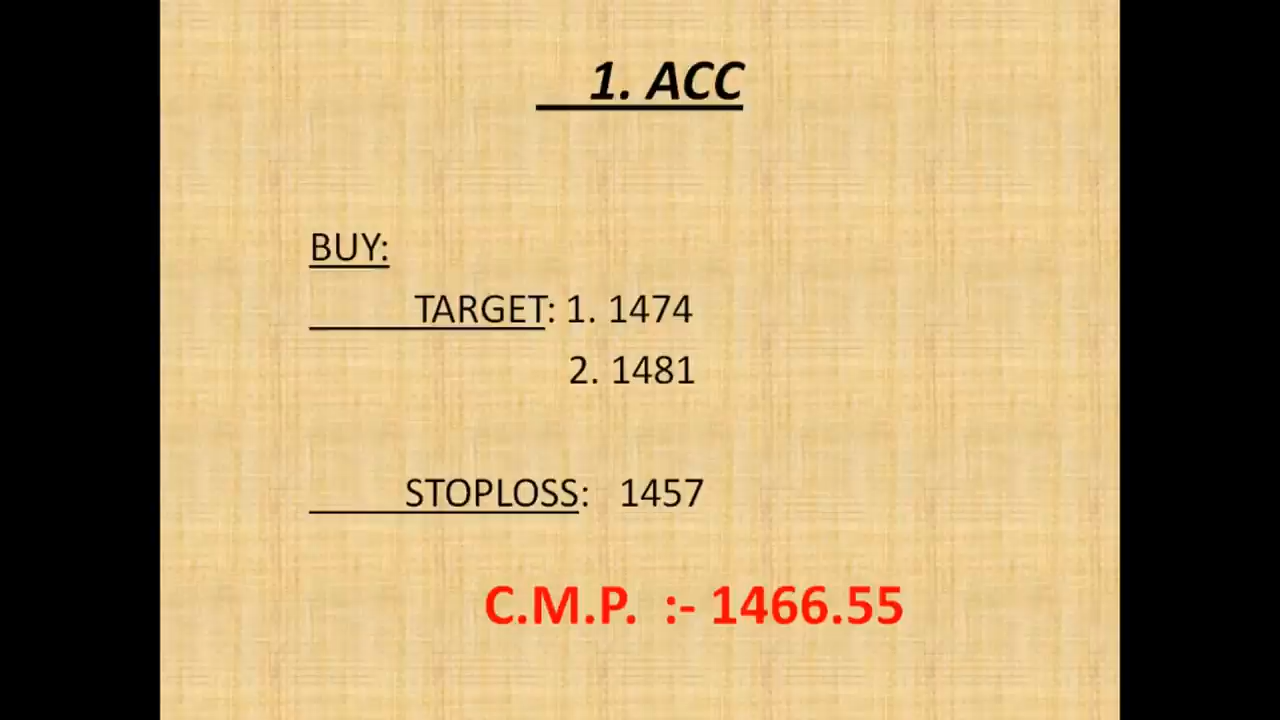 1. ACC
BUY:
TARGET: 1. 1474
2. 1481
STOPLOSS: 1457
C.M.P. :- 1466.55